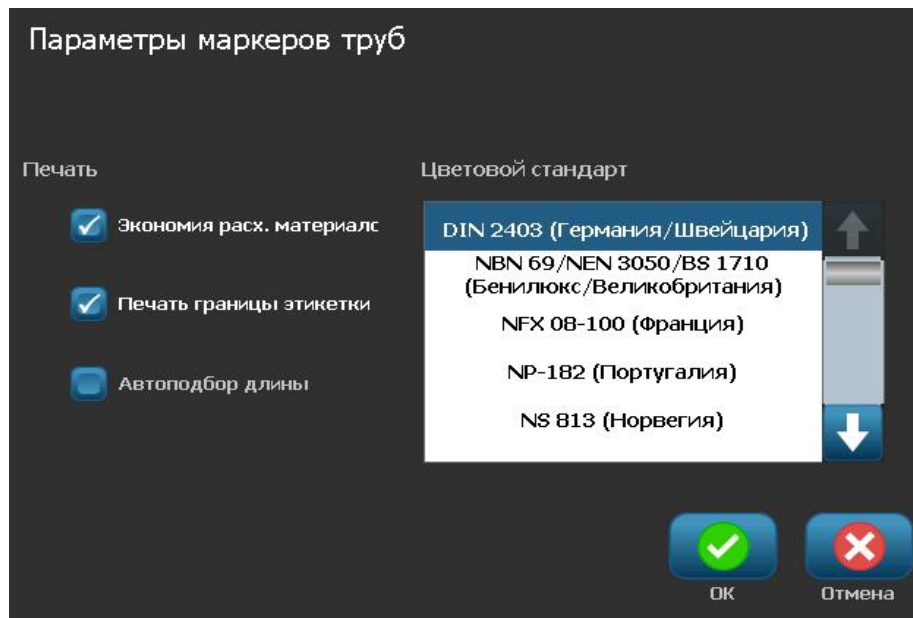 Параметры маркеров труб
Печать
Экономия расх. материалс
Печать границы этикетки
Автоподбор длины
Цветовой стандарт
DIN 2403 (Германия/Швейцария)
NBN 69/NEN 3050/BS 1710
(Бенилюкс/Великобритания)
NFX 08-100 (Франция)
NP-182 (Португалия)
NS 813 (Норвегия)
ОК
Отмена